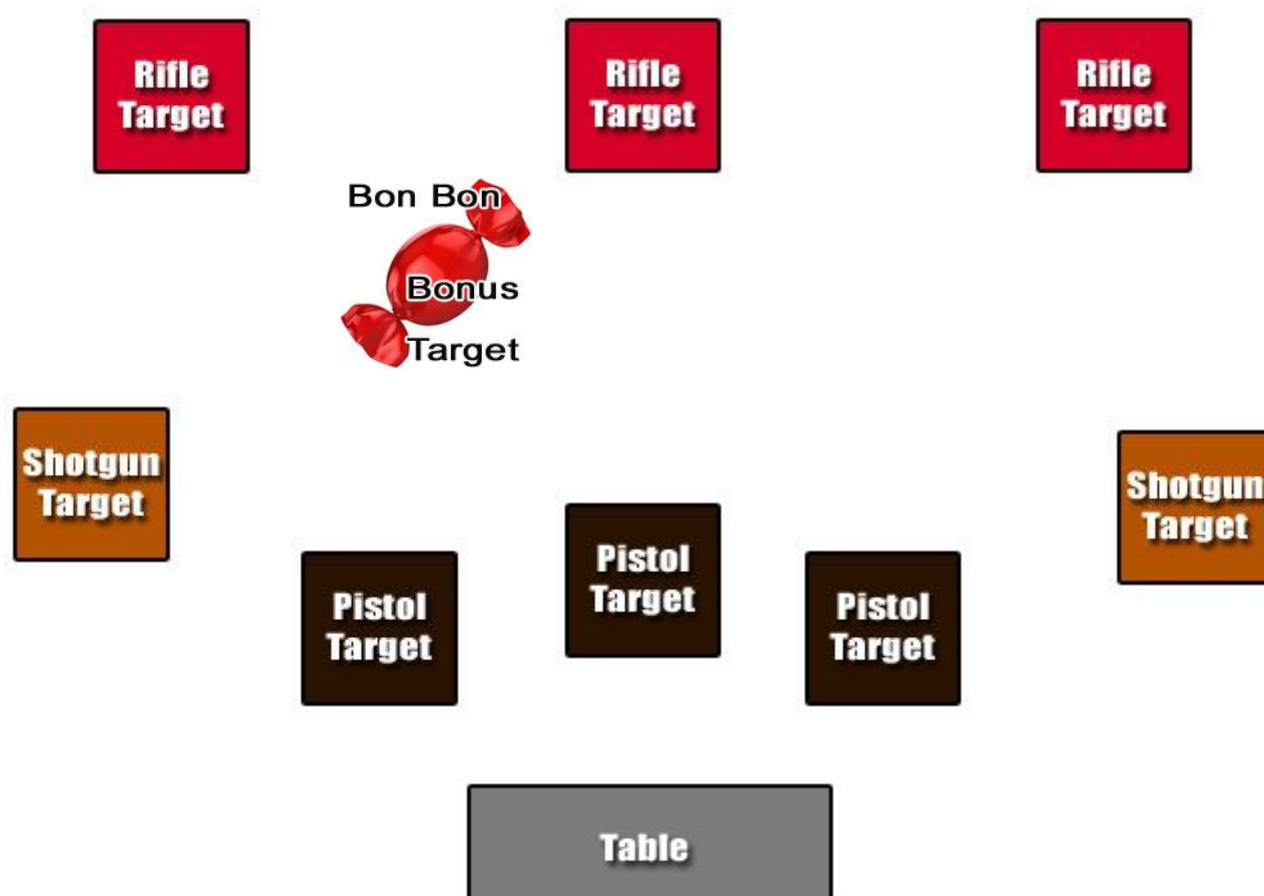 Rifle
Target
Rifle
Target
Rifle
Target
Bon Bon
Bonus
Target
Shotgun
Target
Shotgun
Target
Pistol
Target
Pistol
Target
Pistol
Target
Table